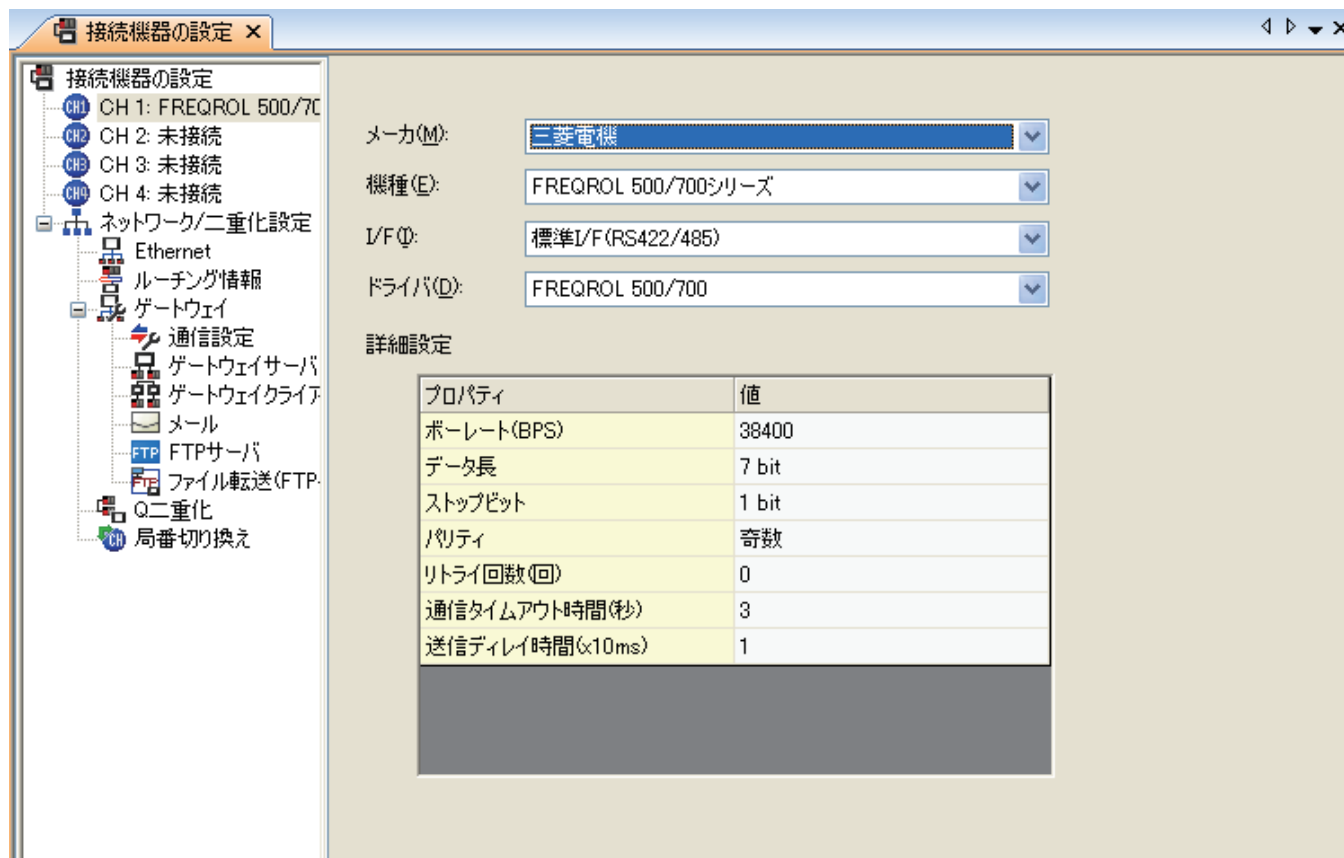 接続機器の設定
接続機器の設定
CH1 CH 1: FREQROL 500/70
CH2 CH 2: 未接続
CH3 CH 3: 未接続
CH4 CH 4: 未接続
ネットワーク/二重化設定
Ethernet
ルーチング情報
ゲートウェイ
通信設定
ゲートウェイサーバ
ゲートウェイクライア
メール
FTP FTPサーバ
FTP ファイル転送(FTP-
Q二重化
CH 局番切り換え
メーカ(M): 三菱電機
機種(E): FREQROL 500/700シリーズ
I/F(I): 標準I/F(RS422/485)
ドライバ(D): FREQROL 500/700
詳細設定
プロパティ 値
ボーレート(BPS) 38400
データ長 7 bit
ストップビット 1 bit
パリティ 奇数
リトライ回数(回) 0
通信タイムアウト時間(秒) 3
送信ディレイ時間(x10ms) 1